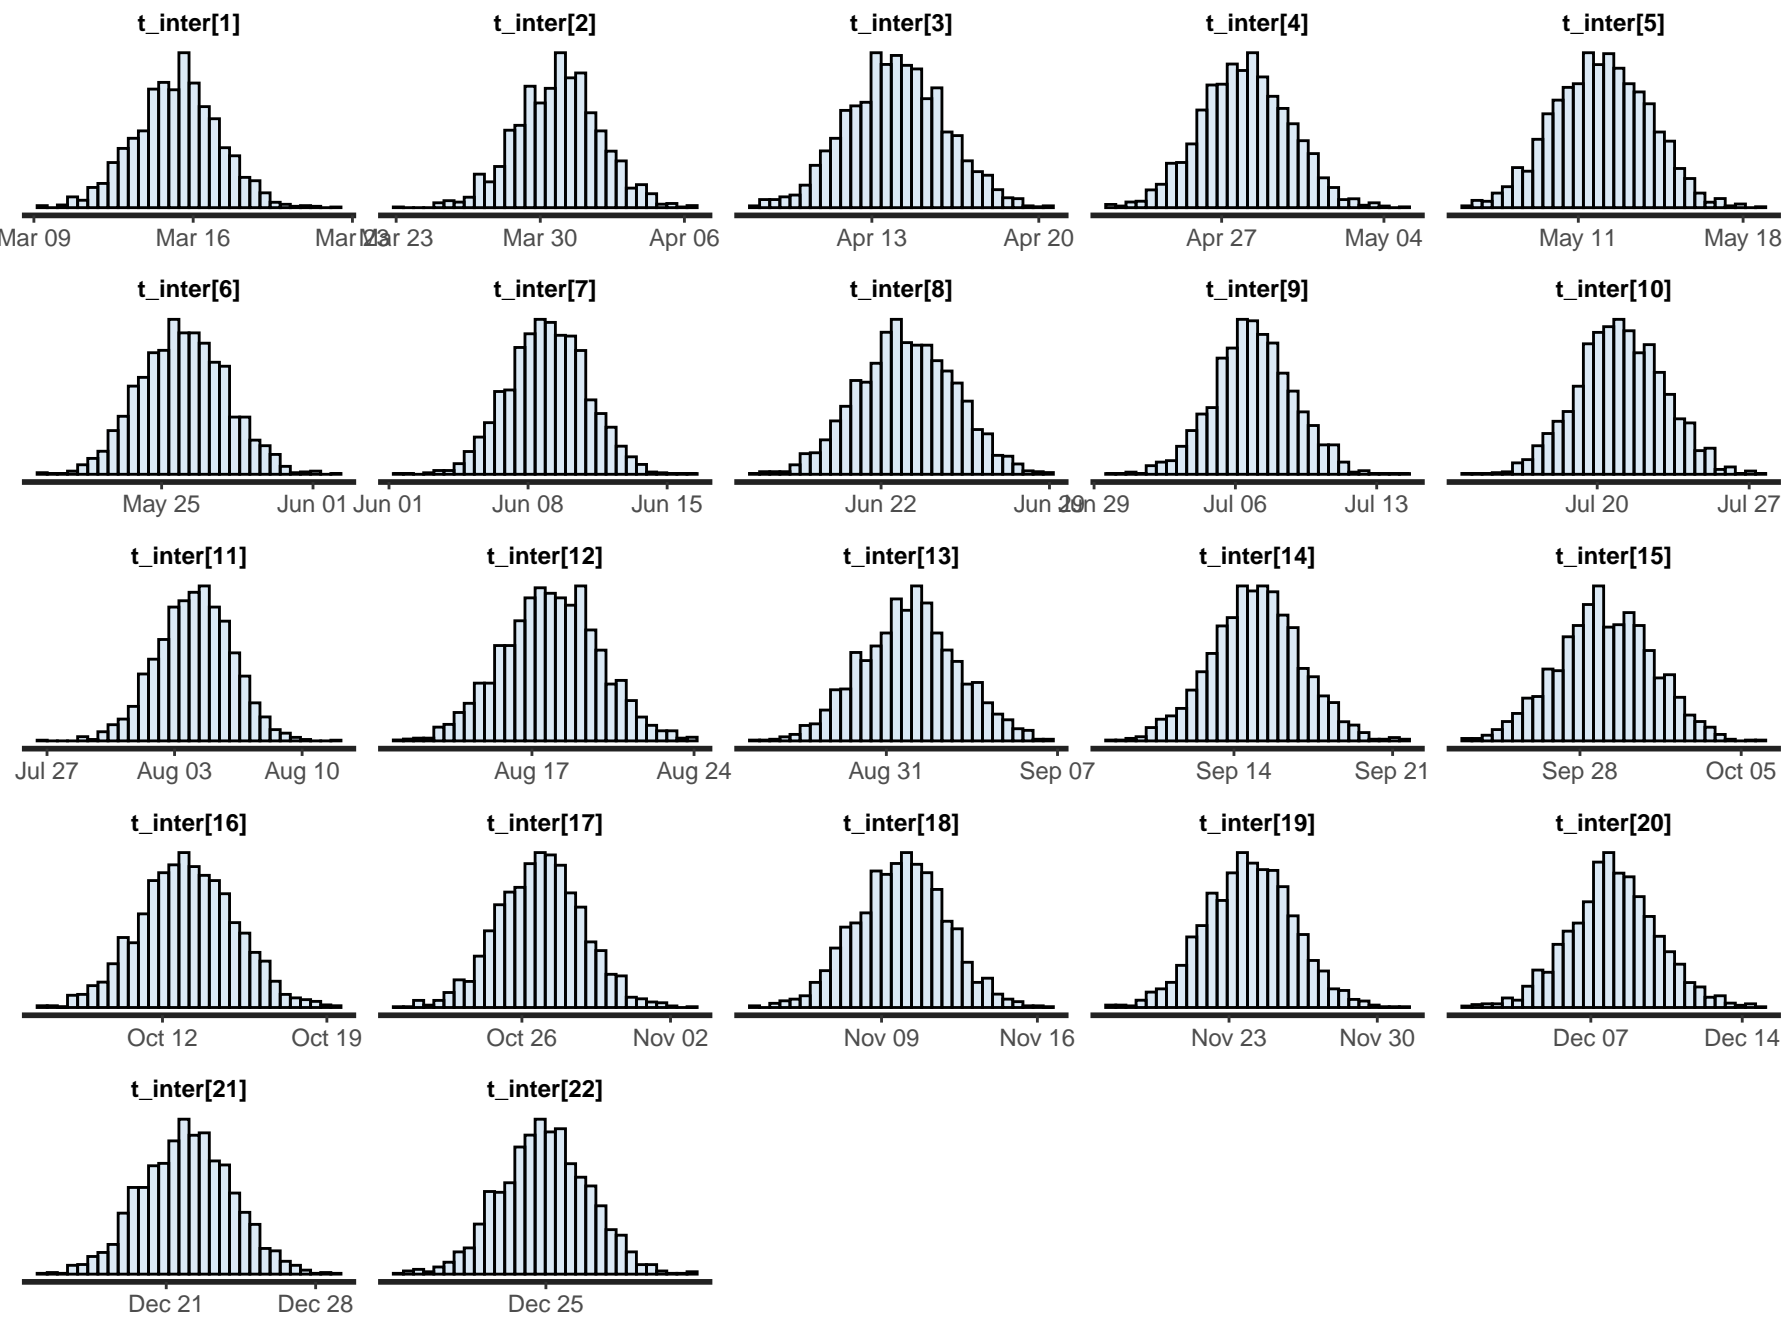 t_inter[1] t_inter[2] t_inter[3] t_inter[4] t_inter[5]
Mar 09 Mar 16 Mar 23 Mar 23 Mar 30 Apr 06 Apr 13 Apr 20 Apr 27 May 04 May 11 May 18
t_inter[6] t_inter[7] t_inter[8] t_inter[9] t_inter[10]
May 25 Jun 01 Jun 01 Jun 08 Jun 15 Jun 22 Jun 29 Jun 29 Jul 06 Jul 13 Jul 20 Jul 27
t_inter[11] t_inter[12] t_inter[13] t_inter[14] t_inter[15]
Jul 27 Aug 03 Aug 10 Aug 17 Aug 24 Aug 31 Sep 07 Sep 14 Sep 21 Sep 28 Oct 05
t_inter[16] t_inter[17] t_inter[18] t_inter[19] t_inter[20]
Oct 12 Oct 19 Oct 26 Nov 02 Nov 09 Nov 16 Nov 23 Nov 30 Dec 07 Dec 14
t_inter[21] t_inter[22]
Dec 21 Dec 28 Dec 25